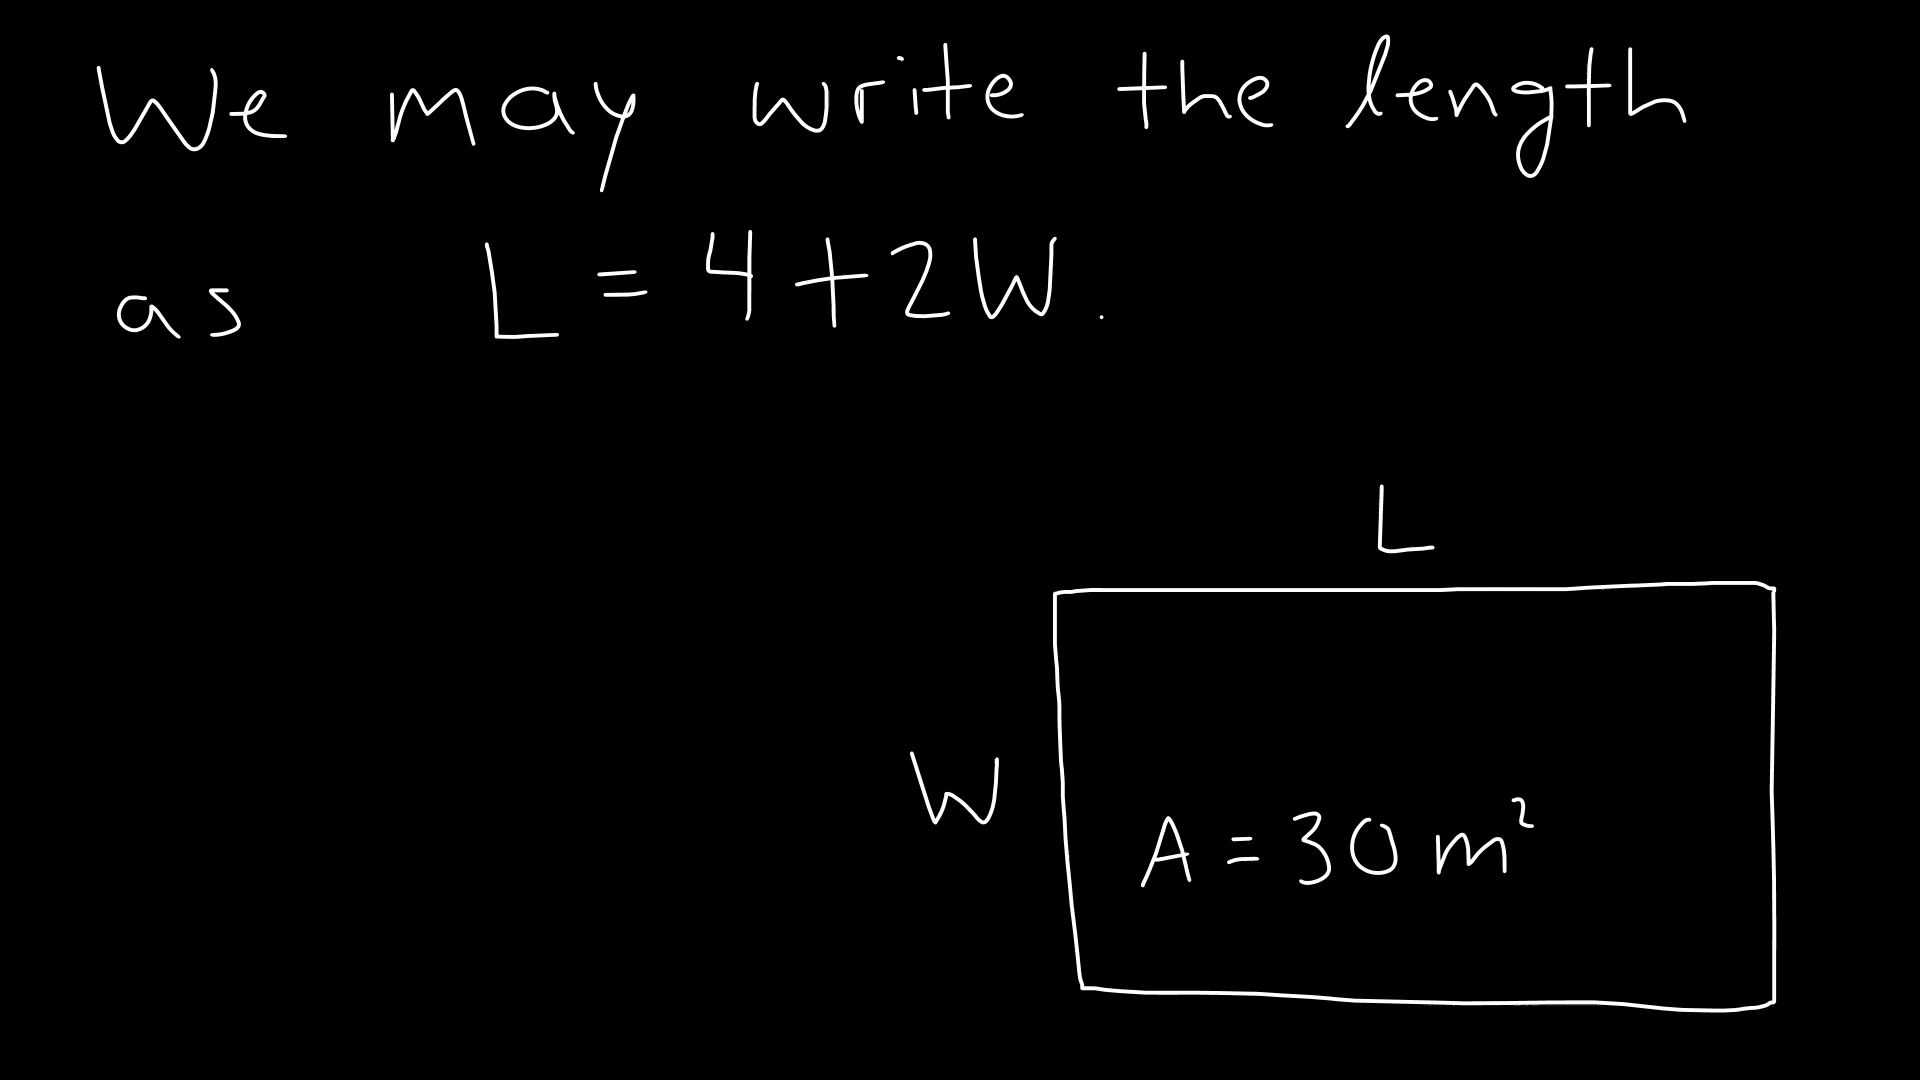 We may write the length
as L = 4 + 2W.
L
W
A = 30 m²